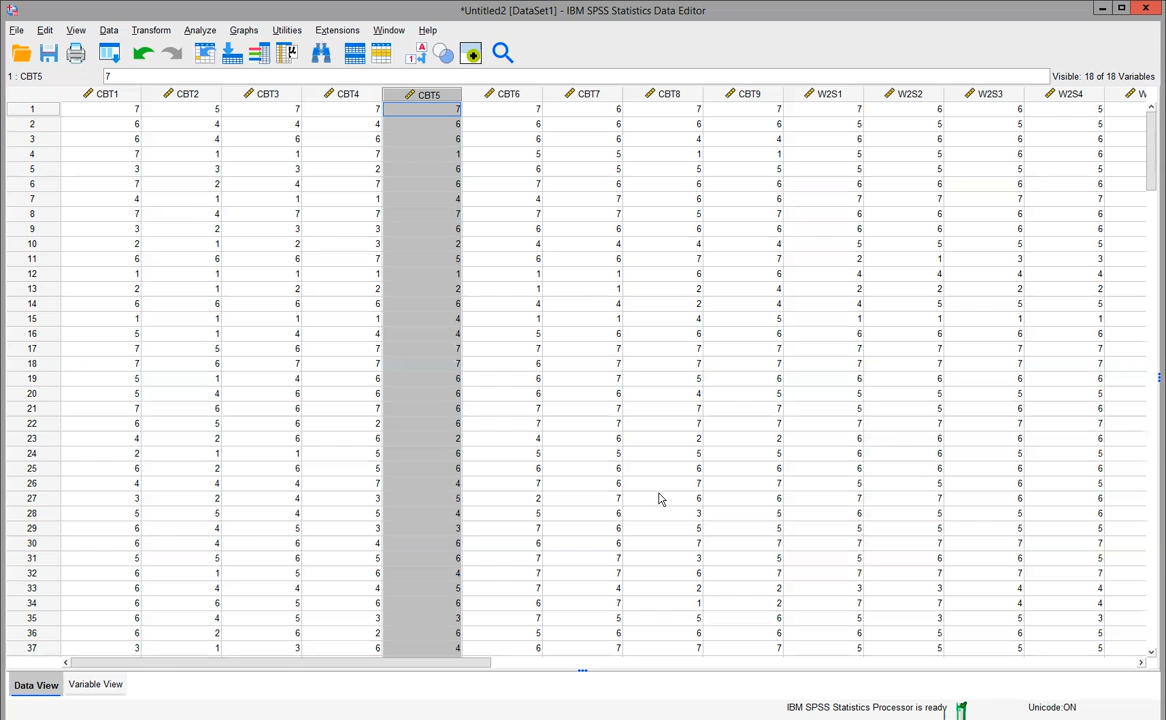 *Untitled2 [DataSet1] - IBM SPSS Statistics Data Editor
File Edit View Data Transform Analyze Graphs Utilities Extensions Window Help
1 : CBT5 7 Visible: 18 of 18 Variables
CBT1 CBT2 CBT3 CBT4 CBT5 CBT6 CBT7 CBT8 CBT9 W2S1 W2S2 W2S3 W2S4 W
1 7 5 7 7 7 7 6 7 7 7 6 6 5
2 6 4 4 4 6 6 6 6 6 5 5 5 5
3 6 4 6 6 6 6 6 4 4 5 5 6 6
4 7 1 1 7 1 5 5 1 1 5 5 6 6
5 3 3 3 2 6 6 5 5 5 5 5 5 5
6 7 2 4 7 6 7 6 6 6 6 6 6 6
7 4 1 1 1 4 4 7 6 6 7 7 7 7
8 7 4 7 7 7 7 7 5 7 6 6 6 6
9 3 2 3 3 6 6 6 6 6 6 6 6 6
10 2 1 2 3 2 4 4 4 4 5 5 5 5
11 6 6 6 7 5 6 6 7 7 2 1 3 3
12 1 1 1 1 1 1 1 6 6 4 4 4 4
13 2 1 2 2 2 1 1 2 4 2 2 2 2
14 6 6 6 6 6 4 4 2 4 4 5 5 5
15 1 1 1 1 4 1 1 4 5 1 1 1 1
16 5 1 4 4 4 5 6 6 6 6 6 6 6
17 7 5 6 7 7 7 7 7 7 7 7 7 7
18 7 6 7 7 7 6 7 7 7 7 7 7 7
19 5 1 4 6 6 6 7 5 6 6 6 6 6
20 5 4 6 6 6 6 6 4 5 5 6 6 5
21 7 6 6 7 6 7 7 7 7 5 5 6 6
22 6 5 6 2 6 7 7 7 7 7 7 7 7
23 4 2 6 6 2 4 6 2 2 6 6 6 6
24 2 1 1 5 6 5 5 5 6 6 6 5 5
25 6 2 6 5 6 6 6 6 6 6 6 6 6
26 4 4 4 7 4 7 6 7 7 5 5 6 5
27 3 2 4 3 5 2 7 6 6 7 7 6 6
28 5 5 4 5 4 5 6 3 6 5 6 6 5
29 6 4 5 3 3 7 6 5 5 5 6 6 6
30 6 4 6 4 6 6 6 7 7 7 7 7 7
31 5 5 6 5 6 7 7 3 5 5 6 6 5
32 6 1 5 6 4 7 7 6 7 7 7 7 7
33 6 4 4 4 5 7 4 2 2 3 3 4 4
34 6 6 5 6 6 6 7 1 2 7 7 4 4
35 6 4 5 3 3 7 5 5 6 5 3 5 3
36 6 2 6 2 6 5 6 6 6 6 5 5 5
37 3 1 3 6 4 6 7 7 7 5 5 5 5
Data View Variable View
IBM SPSS Statistics Processor is ready Unicode:ON